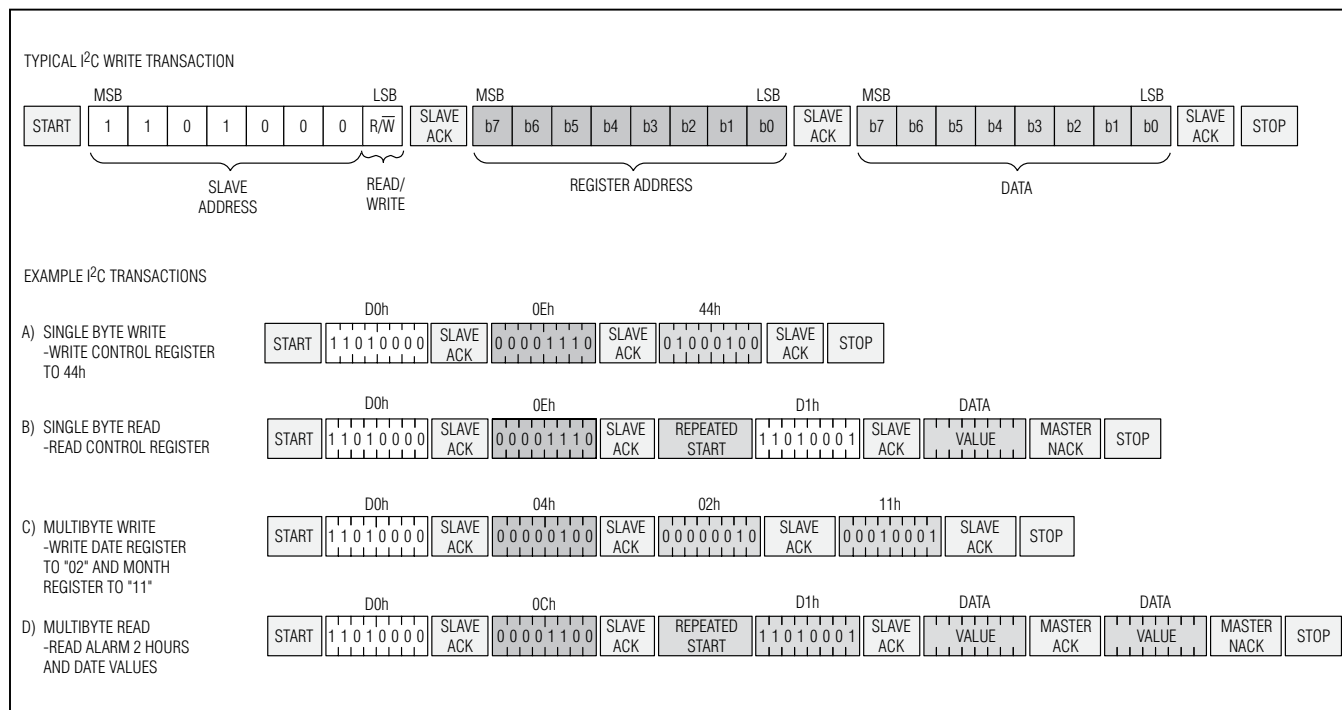 TYPICAL I²C WRITE TRANSACTION
MSB LSB MSB LSB MSB LSB
START 1 1 0 1 0 0 0 R/W̅ SLAVE ACK b7 b6 b5 b4 b3 b2 b1 b0 SLAVE ACK b7 b6 b5 b4 b3 b2 b1 b0 SLAVE ACK STOP
SLAVE ADDRESS READ/WRITE REGISTER ADDRESS DATA
EXAMPLE I²C TRANSACTIONS
D0h 0Eh 44h
A) SINGLE BYTE WRITE
-WRITE CONTROL REGISTER
TO 44h
START 1 1 0 1 0 0 0 0 SLAVE ACK 0 0 0 0 1 1 1 0 SLAVE ACK 0 1 0 0 0 1 0 0 SLAVE ACK STOP
D0h 0Eh D1h DATA
B) SINGLE BYTE READ
-READ CONTROL REGISTER
START 1 1 0 1 0 0 0 0 SLAVE ACK 0 0 0 0 1 1 1 0 SLAVE ACK REPEATED START 1 1 0 1 0 0 0 1 SLAVE ACK VALUE MASTER NACK STOP
D0h 04h 02h 11h
C) MULTIBYTE WRITE
-WRITE DATE REGISTER
TO "02" AND MONTH
REGISTER TO "11"
START 1 1 0 1 0 0 0 0 SLAVE ACK 0 0 0 0 0 1 0 0 SLAVE ACK 0 0 0 0 0 0 1 0 SLAVE ACK 0 0 0 1 0 0 0 1 SLAVE ACK STOP
D0h 0Ch D1h DATA DATA
D) MULTIBYTE READ
-READ ALARM 2 HOURS
AND DATE VALUES
START 1 1 0 1 0 0 0 0 SLAVE ACK 0 0 0 0 1 1 0 0 SLAVE ACK REPEATED START 1 1 0 1 0 0 0 1 SLAVE ACK VALUE MASTER ACK VALUE MASTER NACK STOP